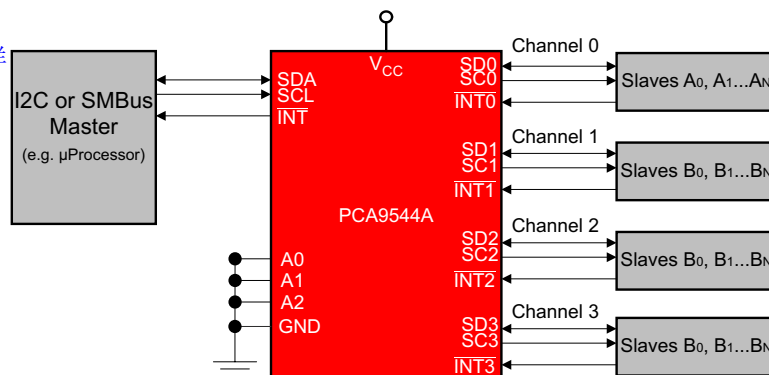 Channel 0
V_CC
SD0
SC0
INT0
Slaves A0, A1...AN
I2C or SMBus
Master
(e.g. µProcessor)
SDA
SCL
INT
Channel 1
SD1
SC1
INT1
Slaves B0, B1...BN
PCA9544A
Channel 2
SD2
SC2
INT2
Slaves B0, B1...BN
A0
A1
A2
GND
Channel 3
SD3
SC3
INT3
Slaves B0, B1...BN